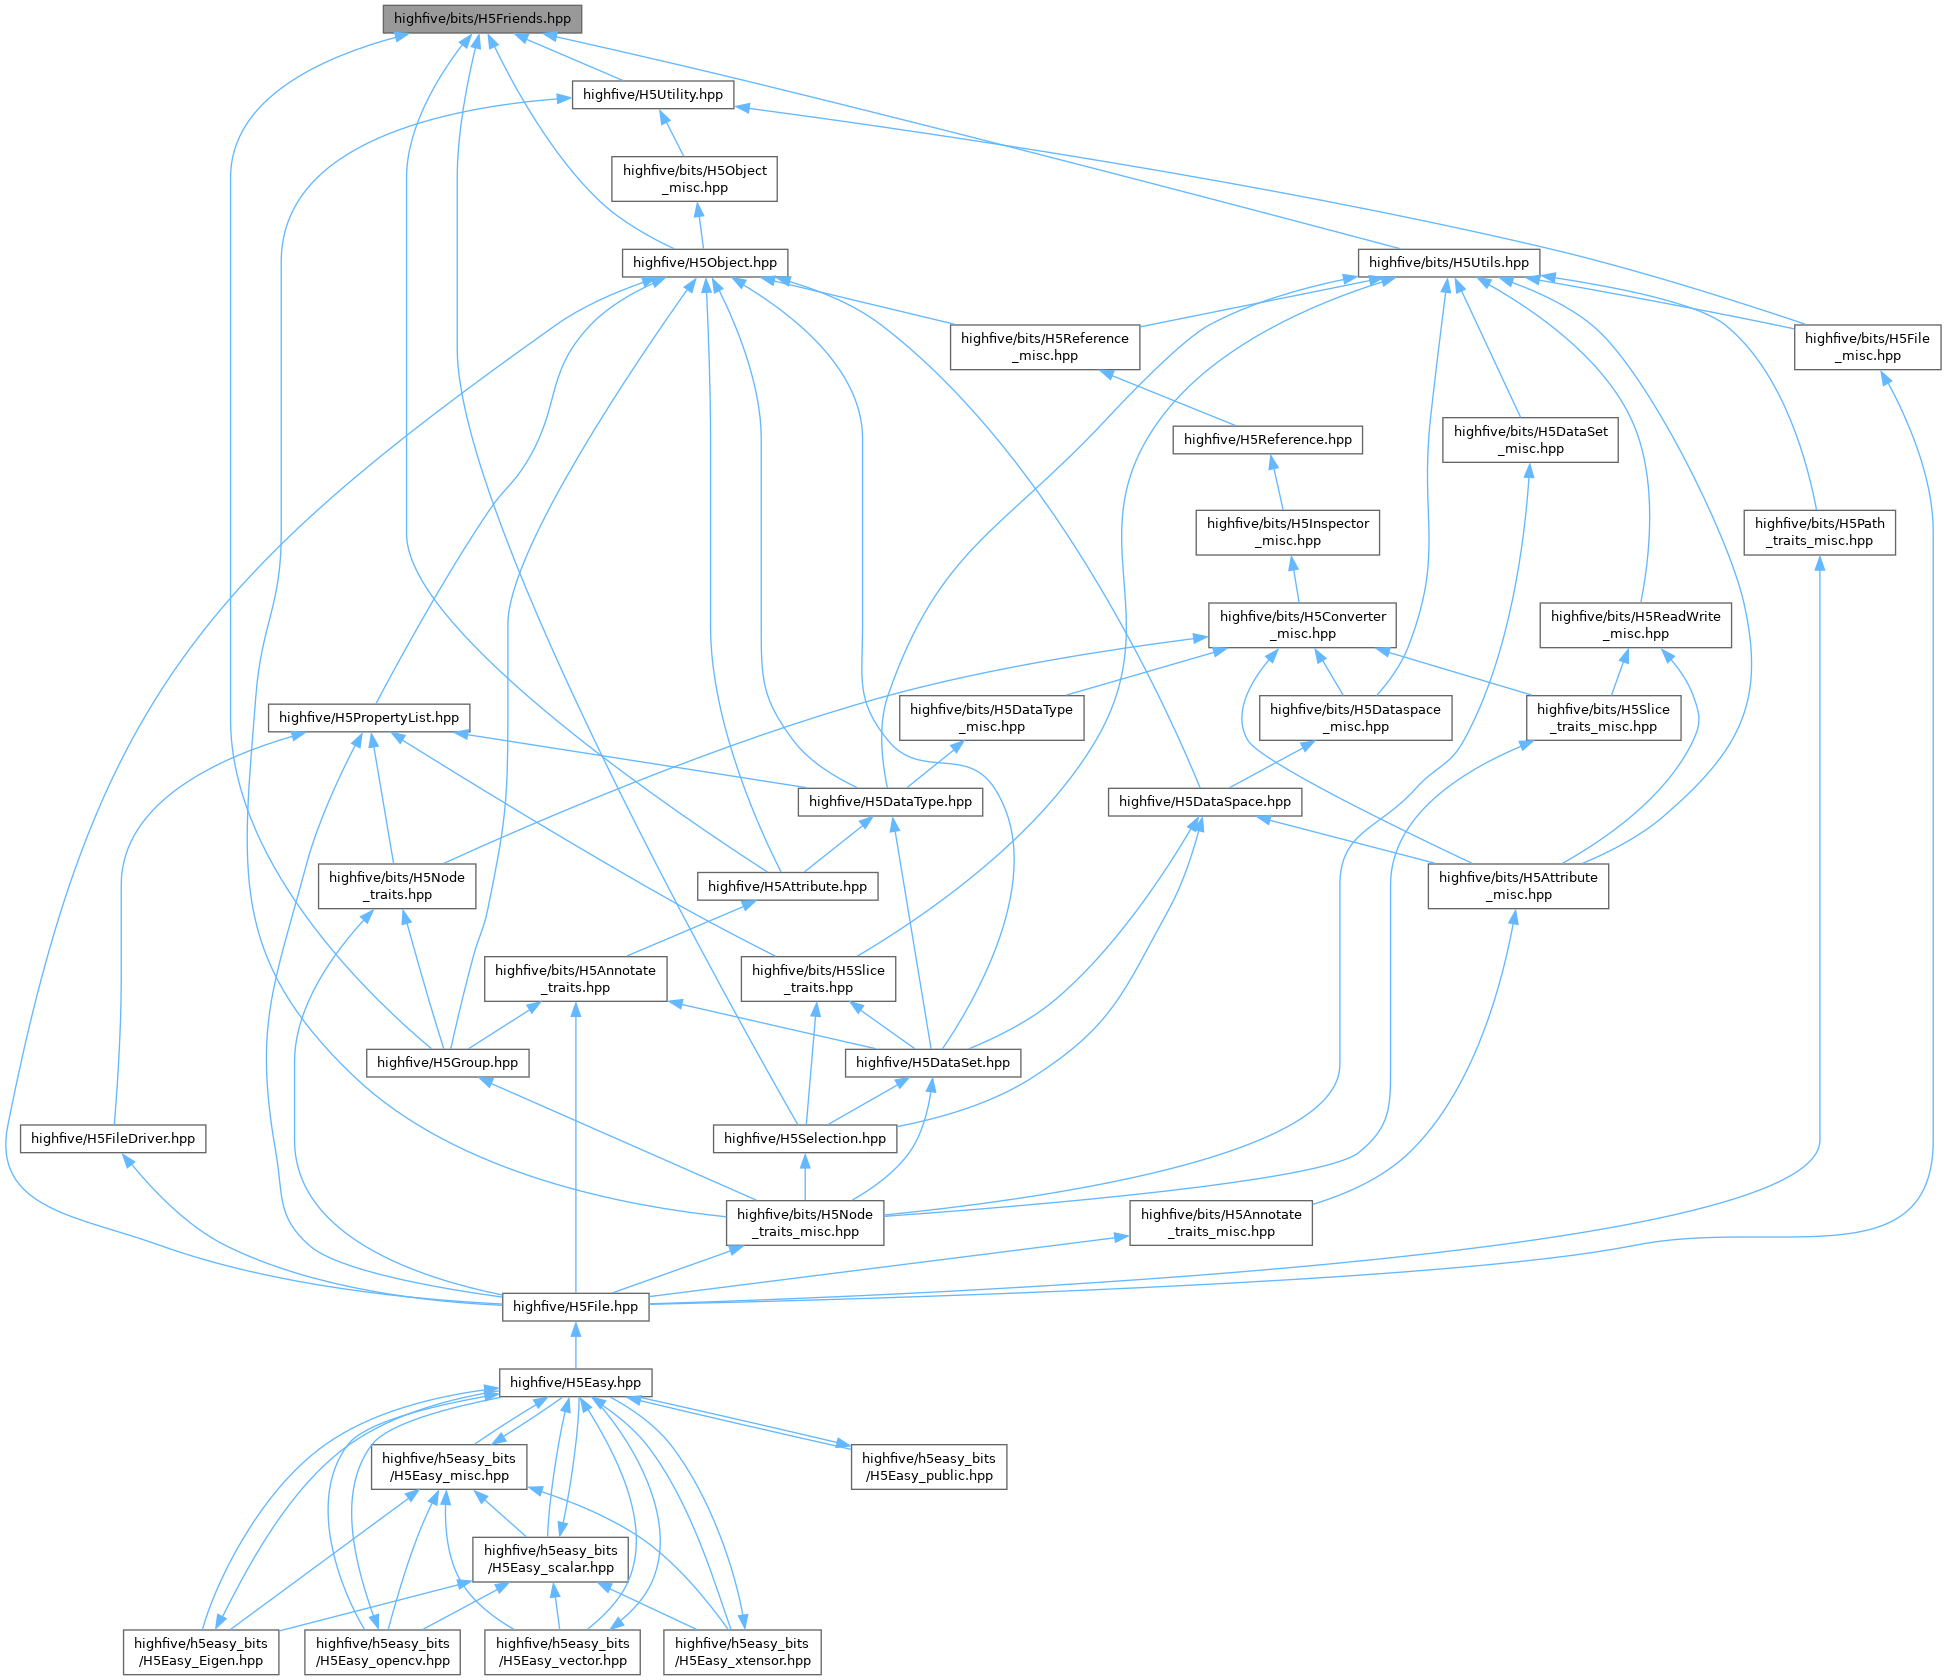 highfive/bits/H5Friends.hpp
highfive/H5Utility.hpp
highfive/bits/H5Object
_misc.hpp
highfive/H5Object.hpp
highfive/bits/H5Utils.hpp
highfive/bits/H5Reference
_misc.hpp
highfive/bits/H5File
_misc.hpp
highfive/H5Reference.hpp
highfive/bits/H5DataSet
_misc.hpp
highfive/bits/H5Inspector
_misc.hpp
highfive/bits/H5Path
_traits_misc.hpp
highfive/bits/H5Converter
_misc.hpp
highfive/bits/H5ReadWrite
_misc.hpp
highfive/H5PropertyList.hpp
highfive/bits/H5DataType
_misc.hpp
highfive/bits/H5Dataspace
_misc.hpp
highfive/bits/H5Slice
_traits_misc.hpp
highfive/H5DataType.hpp
highfive/H5DataSpace.hpp
highfive/bits/H5Node
_traits.hpp
highfive/H5Attribute.hpp
highfive/bits/H5Attribute
_misc.hpp
highfive/bits/H5Annotate
_traits.hpp
highfive/bits/H5Slice
_traits.hpp
highfive/H5Group.hpp
highfive/H5DataSet.hpp
highfive/H5FileDriver.hpp
highfive/H5Selection.hpp
highfive/bits/H5Node
_traits_misc.hpp
highfive/bits/H5Annotate
_traits_misc.hpp
highfive/H5File.hpp
highfive/H5Easy.hpp
highfive/h5easy_bits
/H5Easy_misc.hpp
highfive/h5easy_bits
/H5Easy_public.hpp
highfive/h5easy_bits
/H5Easy_scalar.hpp
highfive/h5easy_bits
/H5Easy_Eigen.hpp
highfive/h5easy_bits
/H5Easy_opencv.hpp
highfive/h5easy_bits
/H5Easy_vector.hpp
highfive/h5easy_bits
/H5Easy_xtensor.hpp